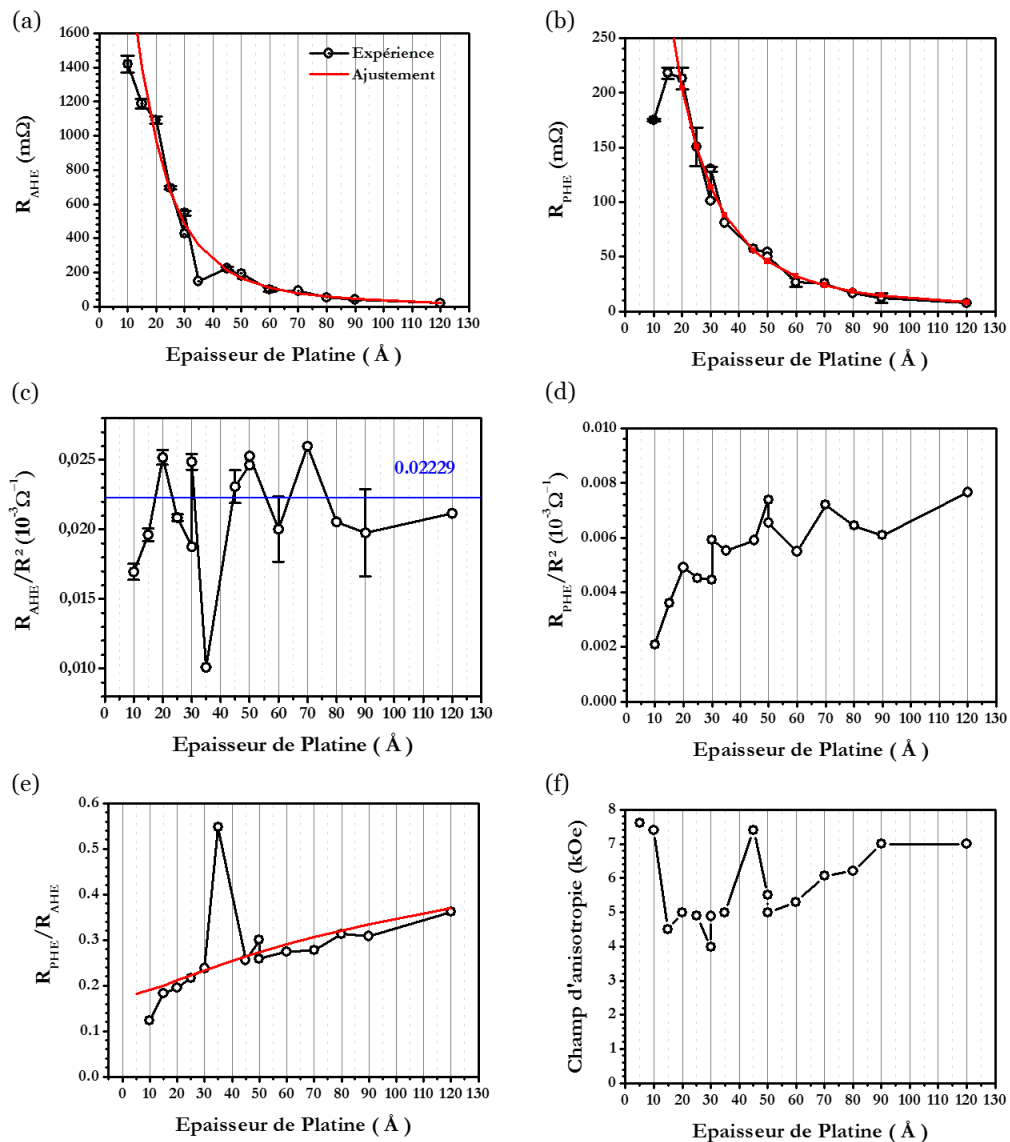 (a)
1600
1400
1200
1000
800
600
400
200
0
R_AHE (mΩ)
Expérience
Ajustement
0 10 20 30 40 50 60 70 80 90 100 110 120 130
Epaisseur de Platine ( Å )
(b)
250
200
150
100
50
0
R_PHE (mΩ)
0 10 20 30 40 50 60 70 80 90 100 110 120 130
Epaisseur de Platine ( Å )
(c)
0,025
0,020
0,015
0,010
R_AHE/R² (10⁻³Ω⁻¹)
0.02229
0 10 20 30 40 50 60 70 80 90 100 110 120 130
Epaisseur de Platine ( Å )
(d)
0.010
0.008
0.006
0.004
0.002
0.000
R_PHE/R² (10⁻³Ω⁻¹)
0 10 20 30 40 50 60 70 80 90 100 110 120 130
Epaisseur de Platine ( Å )
(e)
0.6
0.5
0.4
0.3
0.2
0.1
0.0
R_PHE/R_AHE
0 10 20 30 40 50 60 70 80 90 100 110 120 130
Epaisseur de Platine ( Å )
(f)
8
7
6
5
4
3
2
1
0
Champ d'anisotropie (kOe)
0 10 20 30 40 50 60 70 80 90 100 110 120 130
Epaisseur de Platine ( Å )